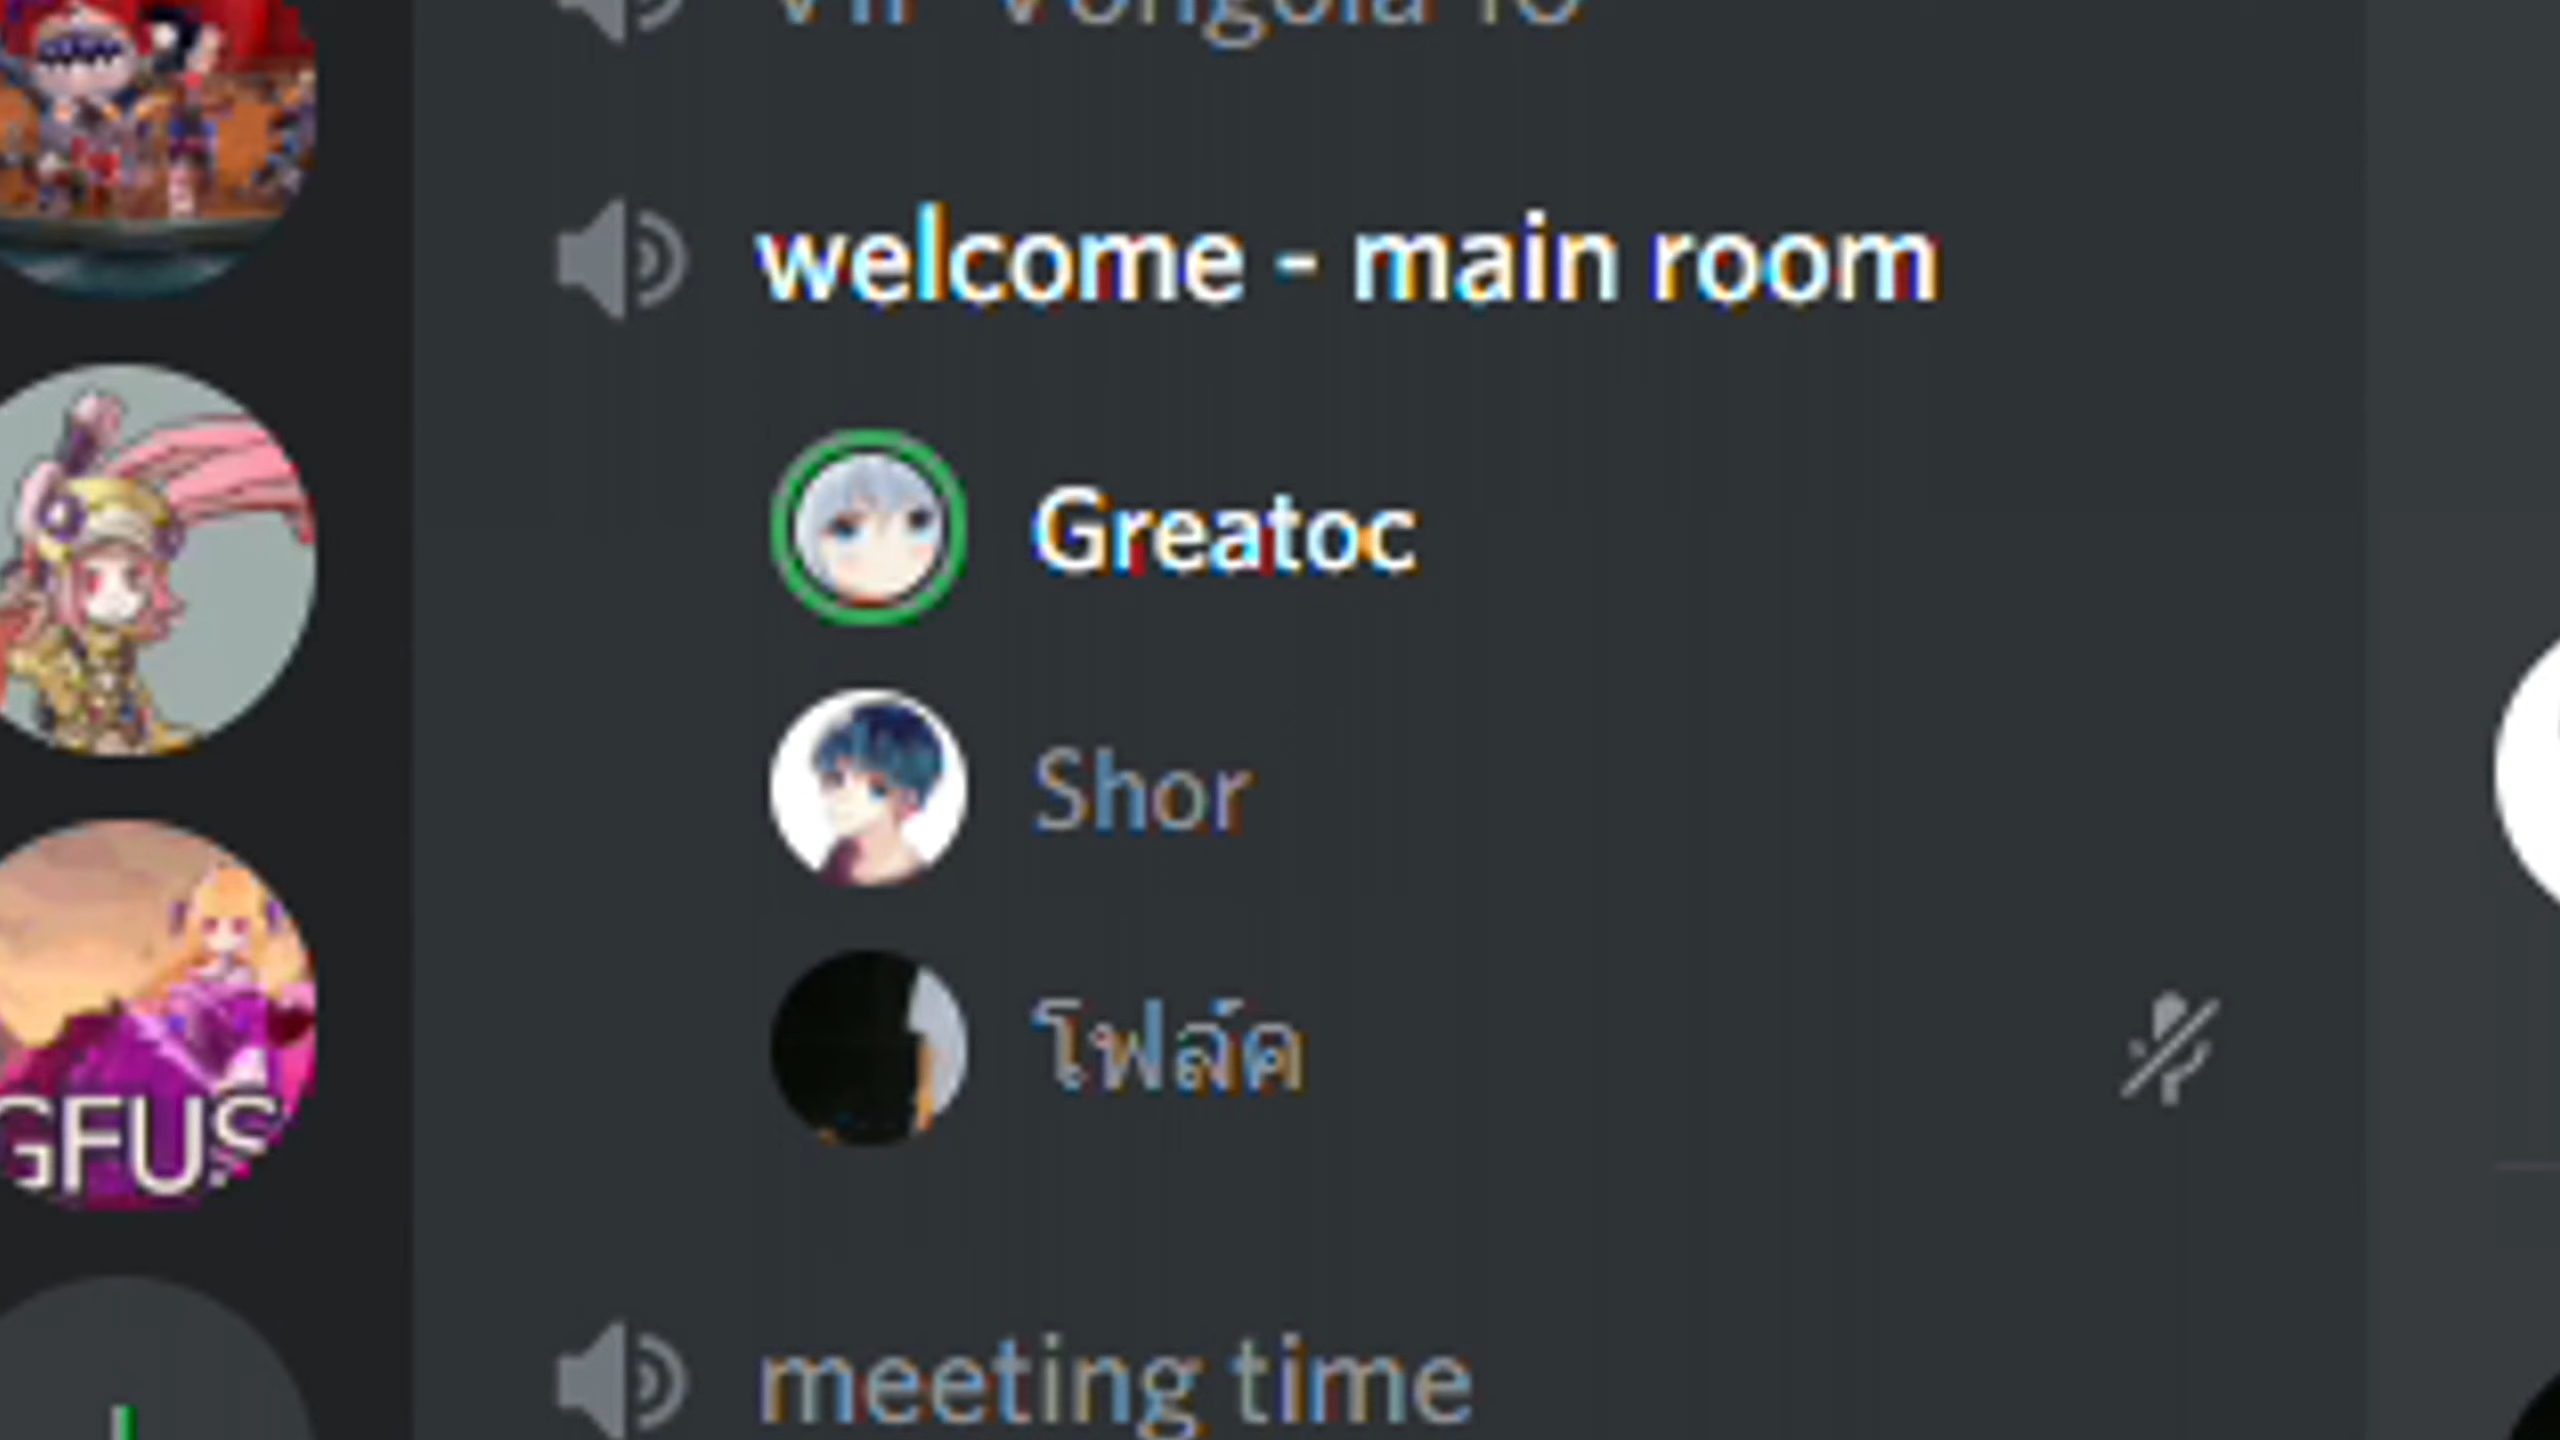 welcome - main room
Greatoc
Shor
โฟล์ค
GFUS
meeting time